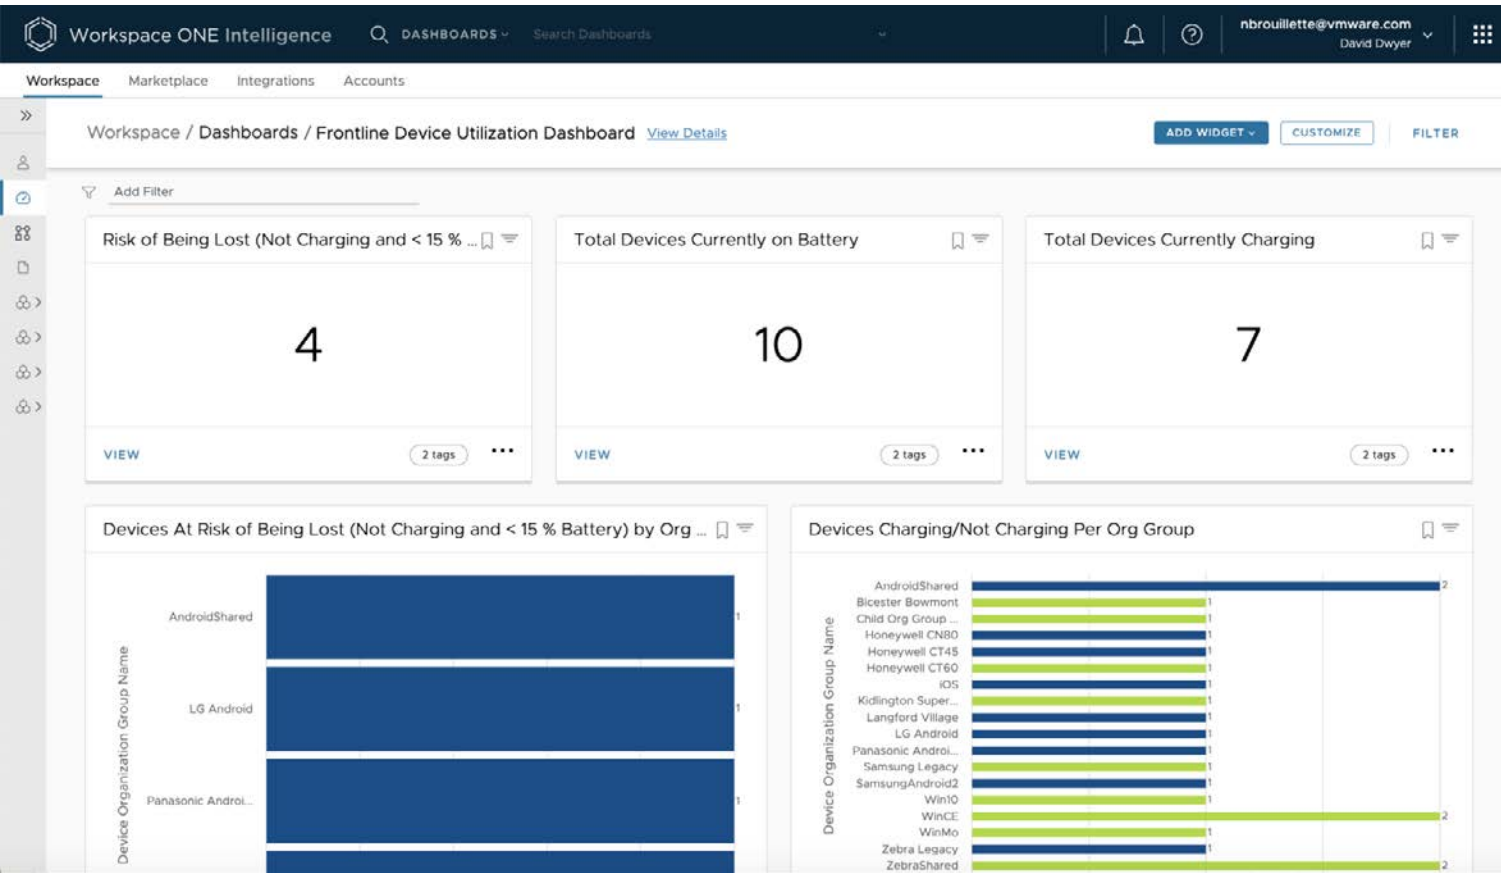 Workspace ONE Intelligence DASHBOARDS Search Dashboards nbrouillette@vmware.com
David Dwyer
Workspace Marketplace Integrations Accounts
Workspace / Dashboards / Frontline Device Utilization Dashboard View Details ADD WIDGET CUSTOMIZE FILTER
Add Filter
Risk of Being Lost (Not Charging and < 15 % ...
4
VIEW 2 tags
Total Devices Currently on Battery
10
VIEW 2 tags
Total Devices Currently Charging
7
VIEW 2 tags
Devices At Risk of Being Lost (Not Charging and < 15 % Battery) by Org ...
Device Organization Group Name
AndroidShared 1
LG Android 1
Panasonic Androi... 1
Devices Charging/Not Charging Per Org Group
Device Organization Group Name
AndroidShared 2
Bicester Bowmont 1
Child Org Group ... 1
Honeywell CN80 1
Honeywell CT45 1
Honeywell CT60 1
iOS 1
Kidlington Super... 1
Langford Village 1
LG Android 1
Panasonic Androi... 1
Samsung Legacy 1
SamsungAndroid2 1
Win10 1
WinCE 2
WinMo 1
Zebra Legacy 1
ZebraShared 2